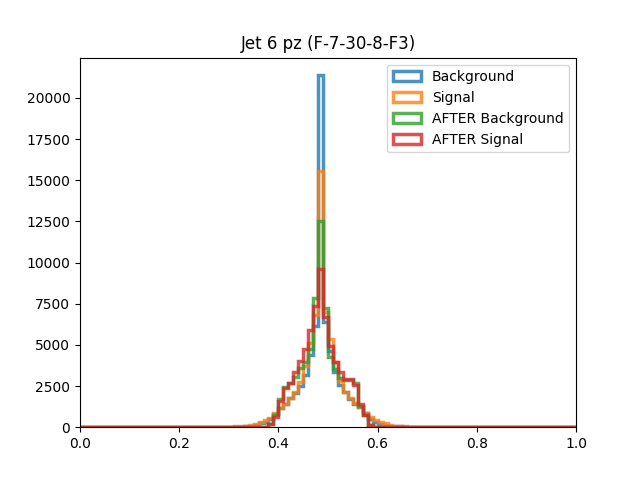 Jet 6 pz (F-7-30-8-F3)
Background
Signal
AFTER Background
AFTER Signal
20000
17500
15000
12500
10000
7500
5000
2500
0
0.0 0.2 0.4 0.6 0.8 1.0